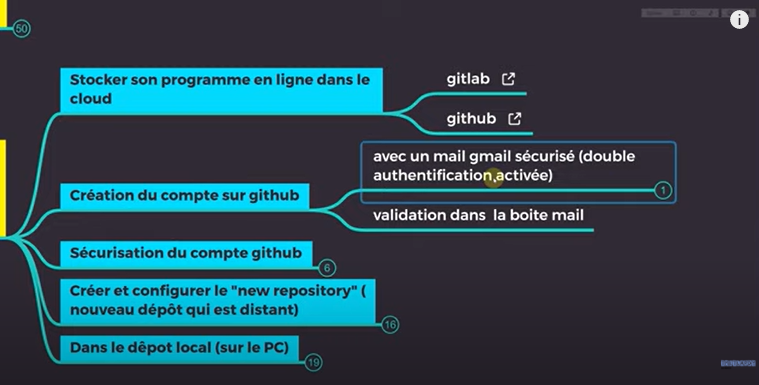 50
Stocker son programme en ligne dans le
cloud
gitlab
github
Création du compte sur github
avec un mail gmail sécurisé (double
authentification,activée)
1
validation dans la boite mail
Sécurisation du compte github
6
Créer et configurer le "new repository" (
nouveau dépôt qui est distant)
16
Dans le dêpot local (sur le PC)
19
i